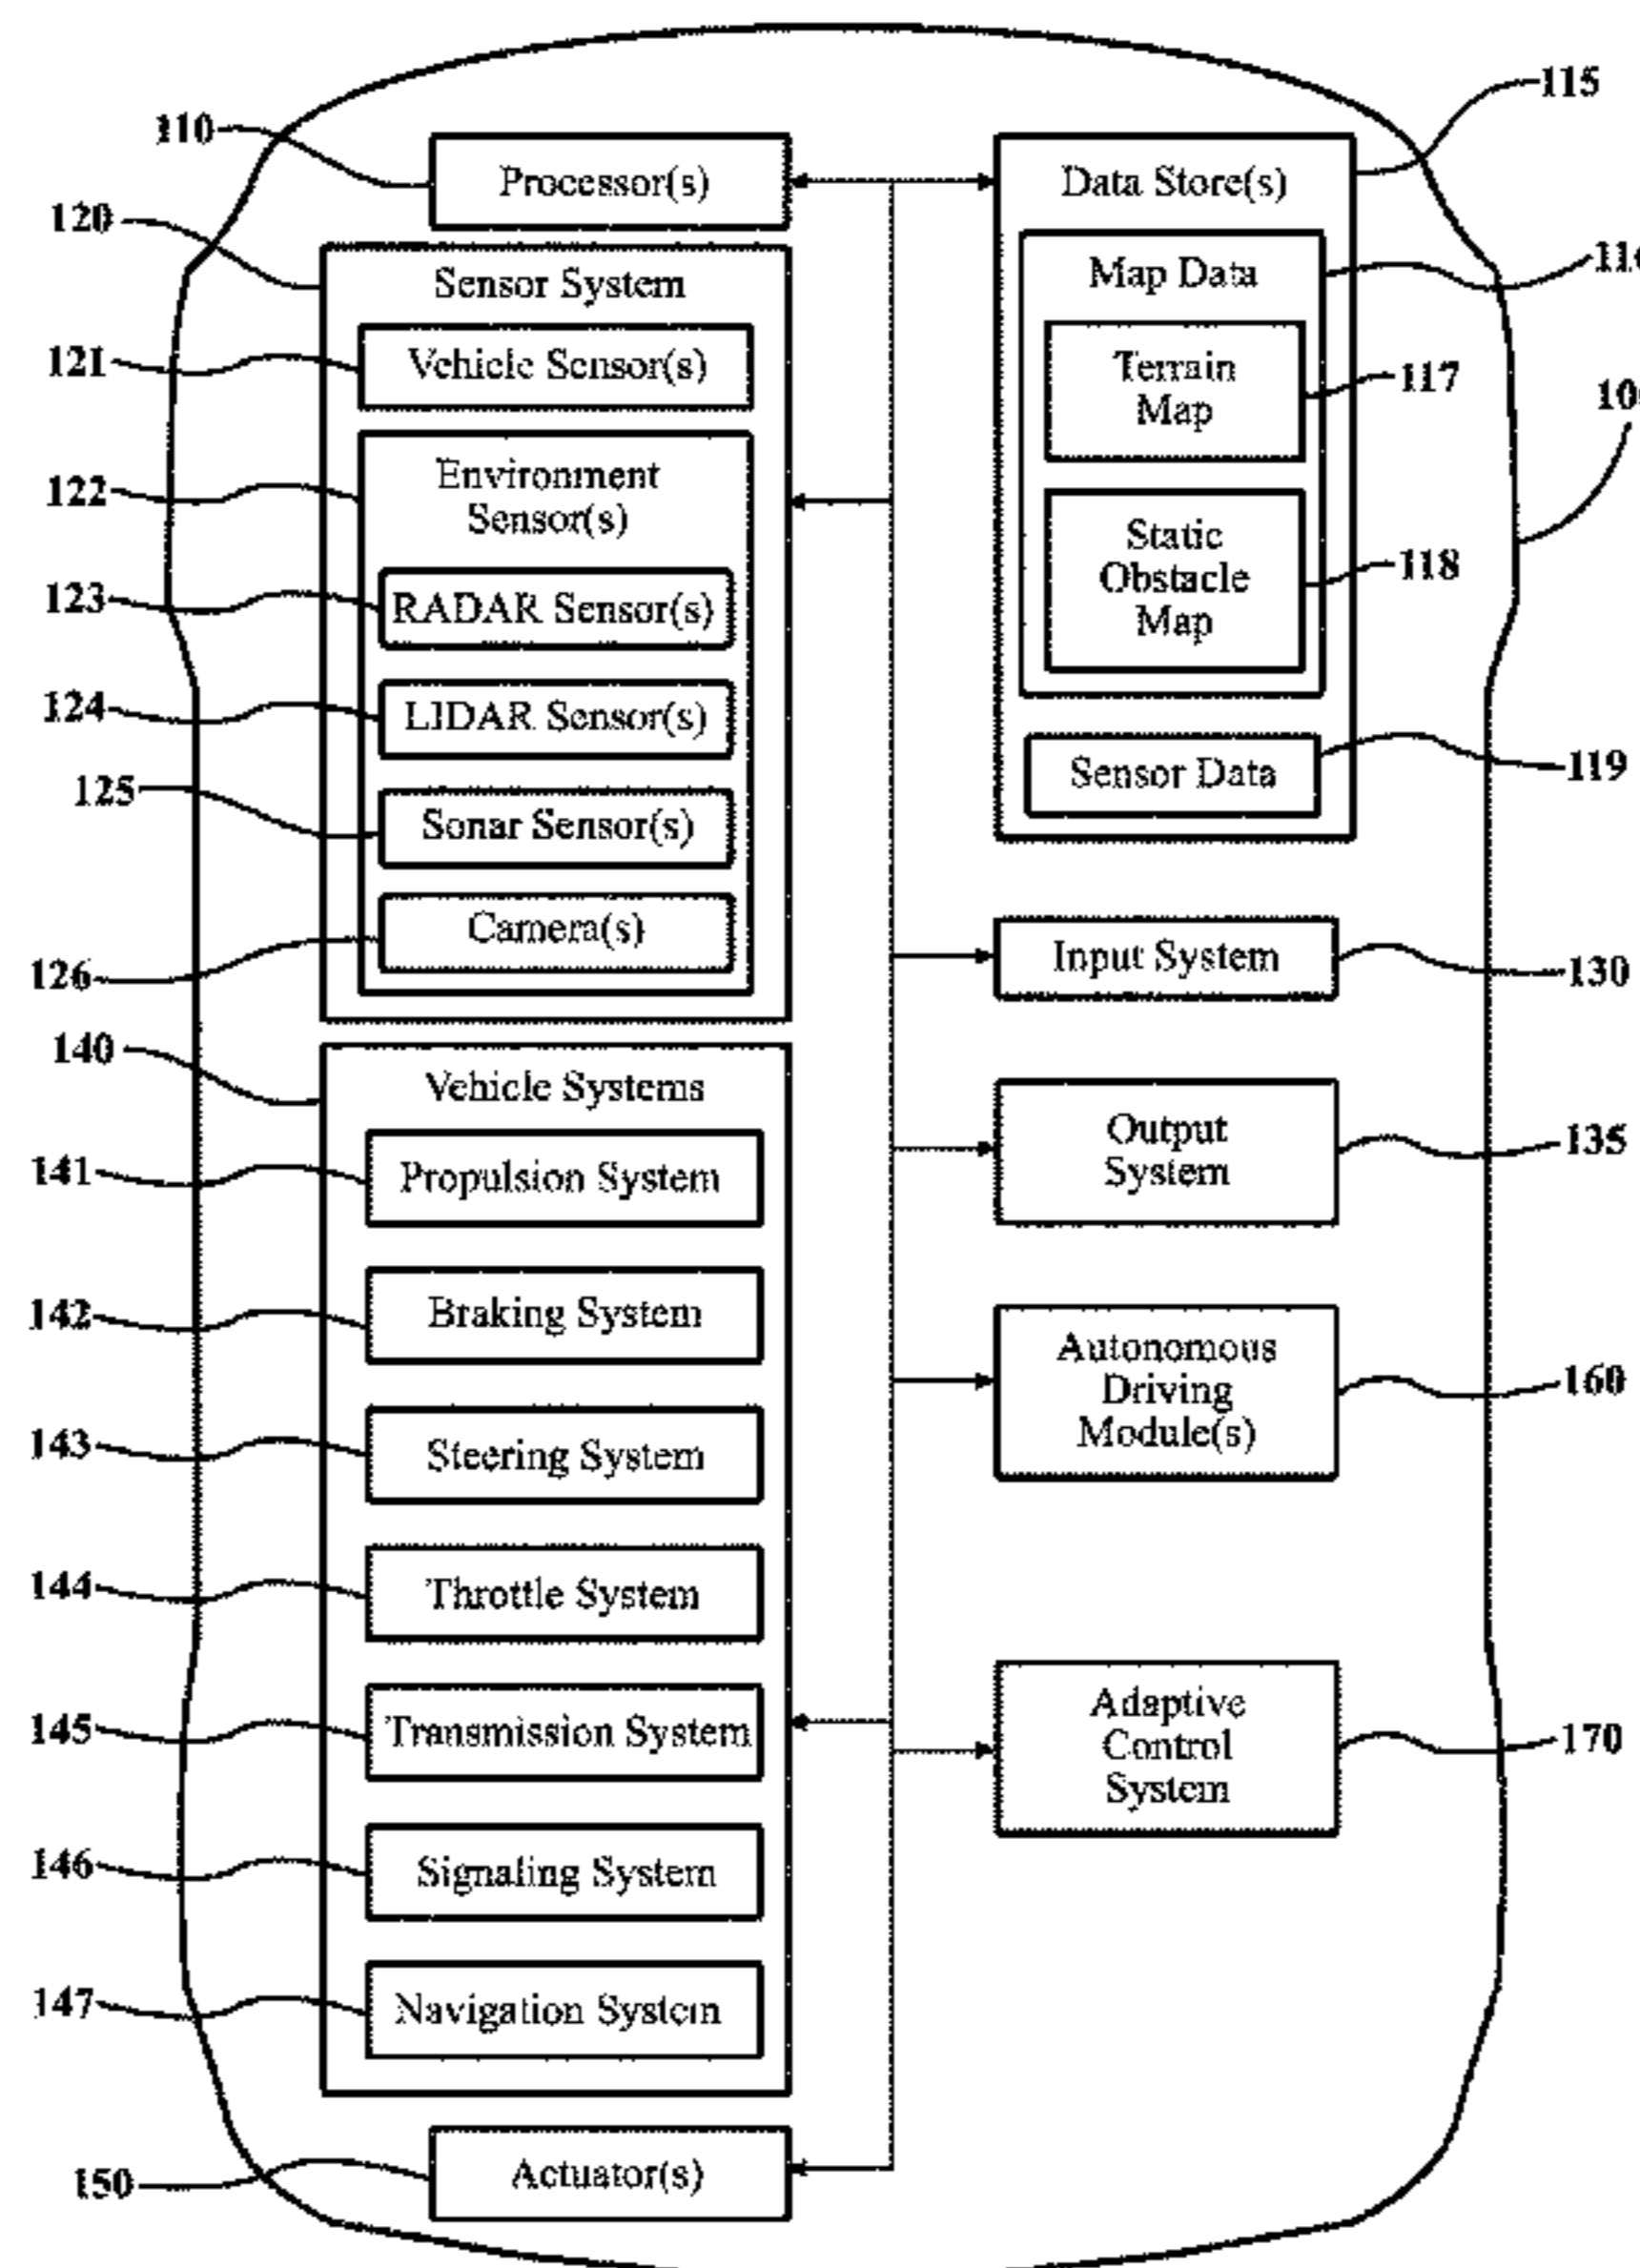 110
Processor(s)
120
Sensor System
121
Vehicle Sensor(s)
122
Environment
Sensor(s)
123
RADAR Sensor(s)
124
LIDAR Sensor(s)
125
Sonar Sensor(s)
126
Camera(s)
140
Vehicle Systems
141
Propulsion System
142
Braking System
143
Steering System
144
Throttle System
145
Transmission System
146
Signaling System
147
Navigation System
150
Actuator(s)
115
Data Store(s)
Map Data
Terrain
Map
117
Static
Obstacle
Map
118
Sensor Data
119
Input System
130
Output
System
135
Autonomous
Driving
Module(s)
160
Adaptive
Control
System
170